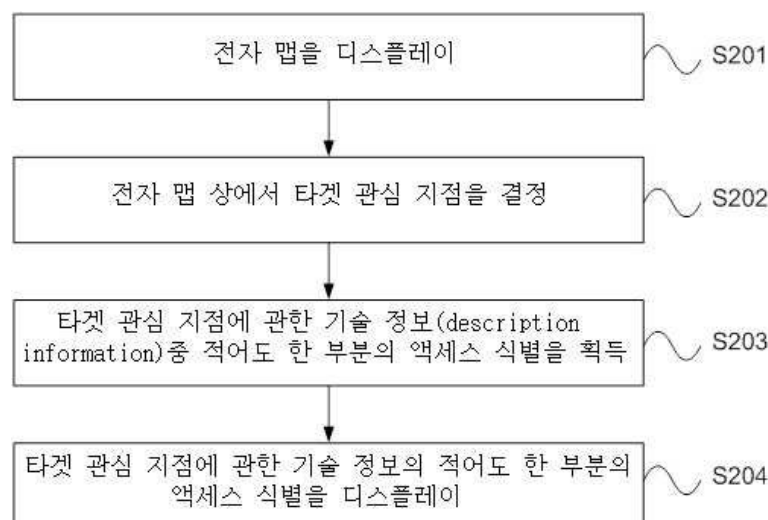 전자 맵을 디스플레이
S201
전자 맵 상에서 타겟 관심 지점을 결정
S202
타겟 관심 지점에 관한 기술 정보(description
information)중 적어도 한 부분의 액세스 식별을 획득
S203
타겟 관심 지점에 관한 기술 정보의 적어도 한 부분의
액세스 식별을 디스플레이
S204